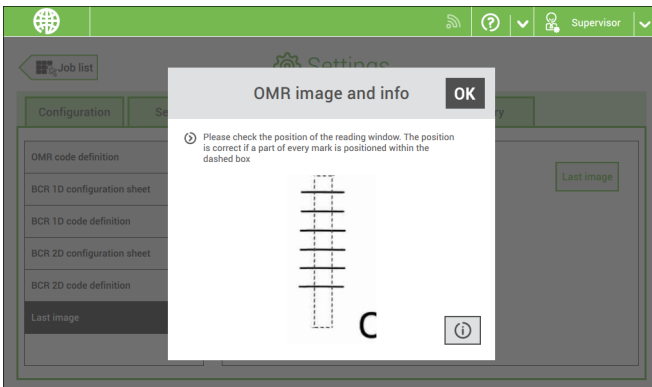 Supervisor
Job list
Settings
OMR image and info
OK
Configuration
Se
ry
Please check the position of the reading window. The position
is correct if a part of every mark is positioned within the
dashed box
OMR code definition
BCR 1D configuration sheet
BCR 1D code definition
BCR 2D configuration sheet
BCR 2D code definition
Last image
Last image
C